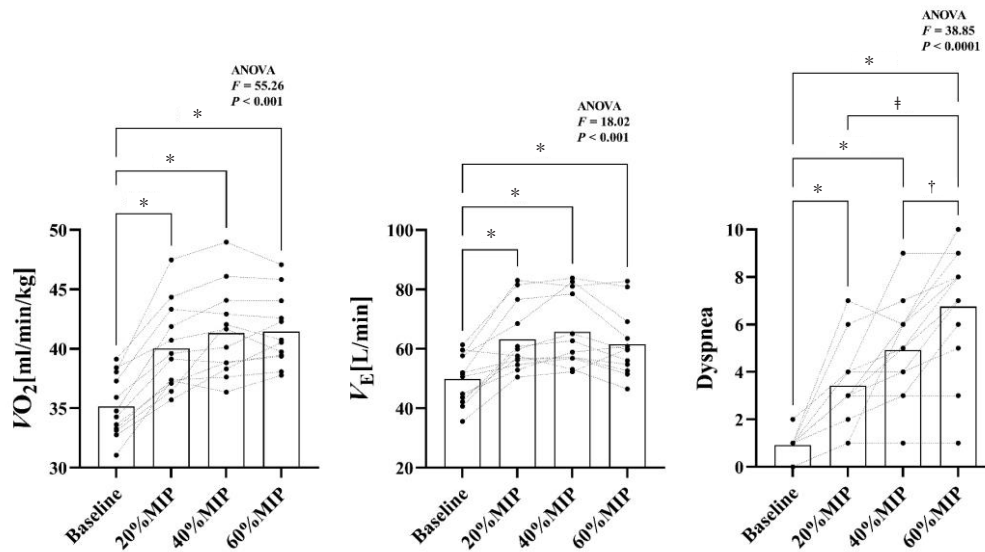 ANOVA
F = 55.26
P < 0.001
*
*
*
VO2[ml/min/kg]
50
45
40
35
30
Baseline
20%MIP
40%MIP
60%MIP
ANOVA
F = 18.02
P < 0.001
*
*
*
VE[L/min]
100
80
60
40
20
Baseline
20%MIP
40%MIP
60%MIP
ANOVA
F = 38.85
P < 0.0001
*
ǂ
*
*
†
Dyspnea
10
8
6
4
2
0
Baseline
20%MIP
40%MIP
60%MIP